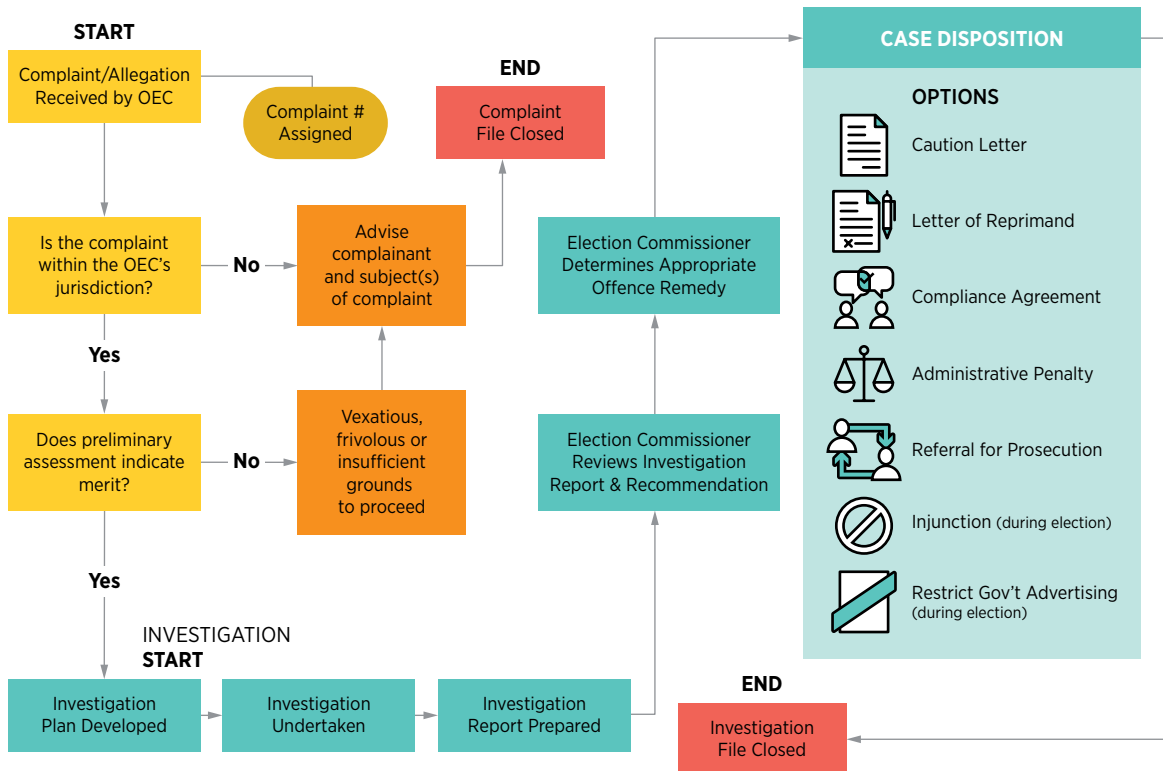 START
Complaint/Allegation
Received by OEC
Complaint #
Assigned
END
Complaint
File Closed
Is the complaint
within the OEC's
jurisdiction?
No
Advise
complainant
and subject(s)
of complaint
Yes
Does preliminary
assessment indicate
merit?
No
Vexatious,
frivolous or
insufficient
grounds
to proceed
Yes
INVESTIGATION
START
Investigation
Plan Developed
Investigation
Undertaken
Investigation
Report Prepared
Election Commissioner
Reviews Investigation
Report & Recommendation
Election Commissioner
Determines Appropriate
Offence Remedy
CASE DISPOSITION
OPTIONS
Caution Letter
Letter of Reprimand
Compliance Agreement
Administrative Penalty
Referral for Prosecution
Injunction (during election)
Restrict Gov't Advertising
(during election)
END
Investigation
File Closed